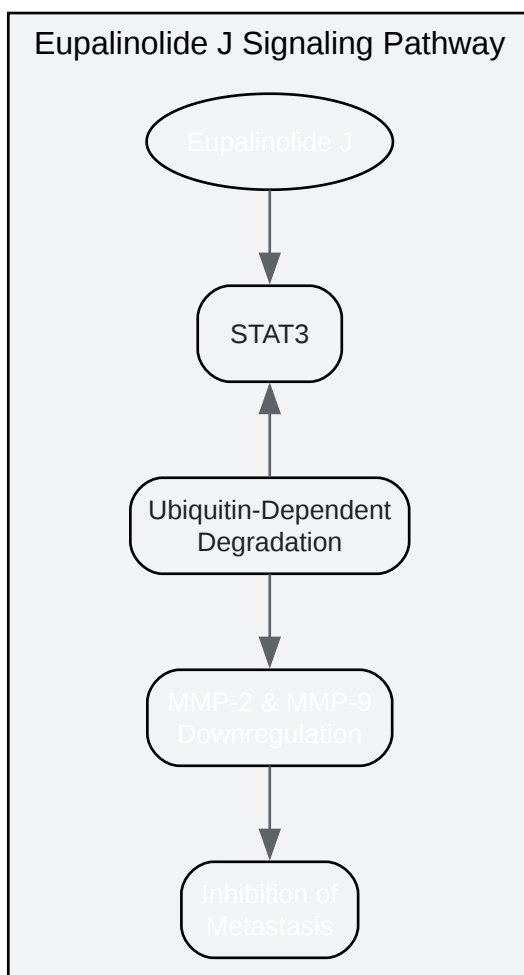 Eupalinolide J Signaling Pathway
Eupalinolide J
STAT3
Ubiquitin-Dependent
Degradation
MMP-2 & MMP-9
Downregulation
Inhibition of
Metastasis